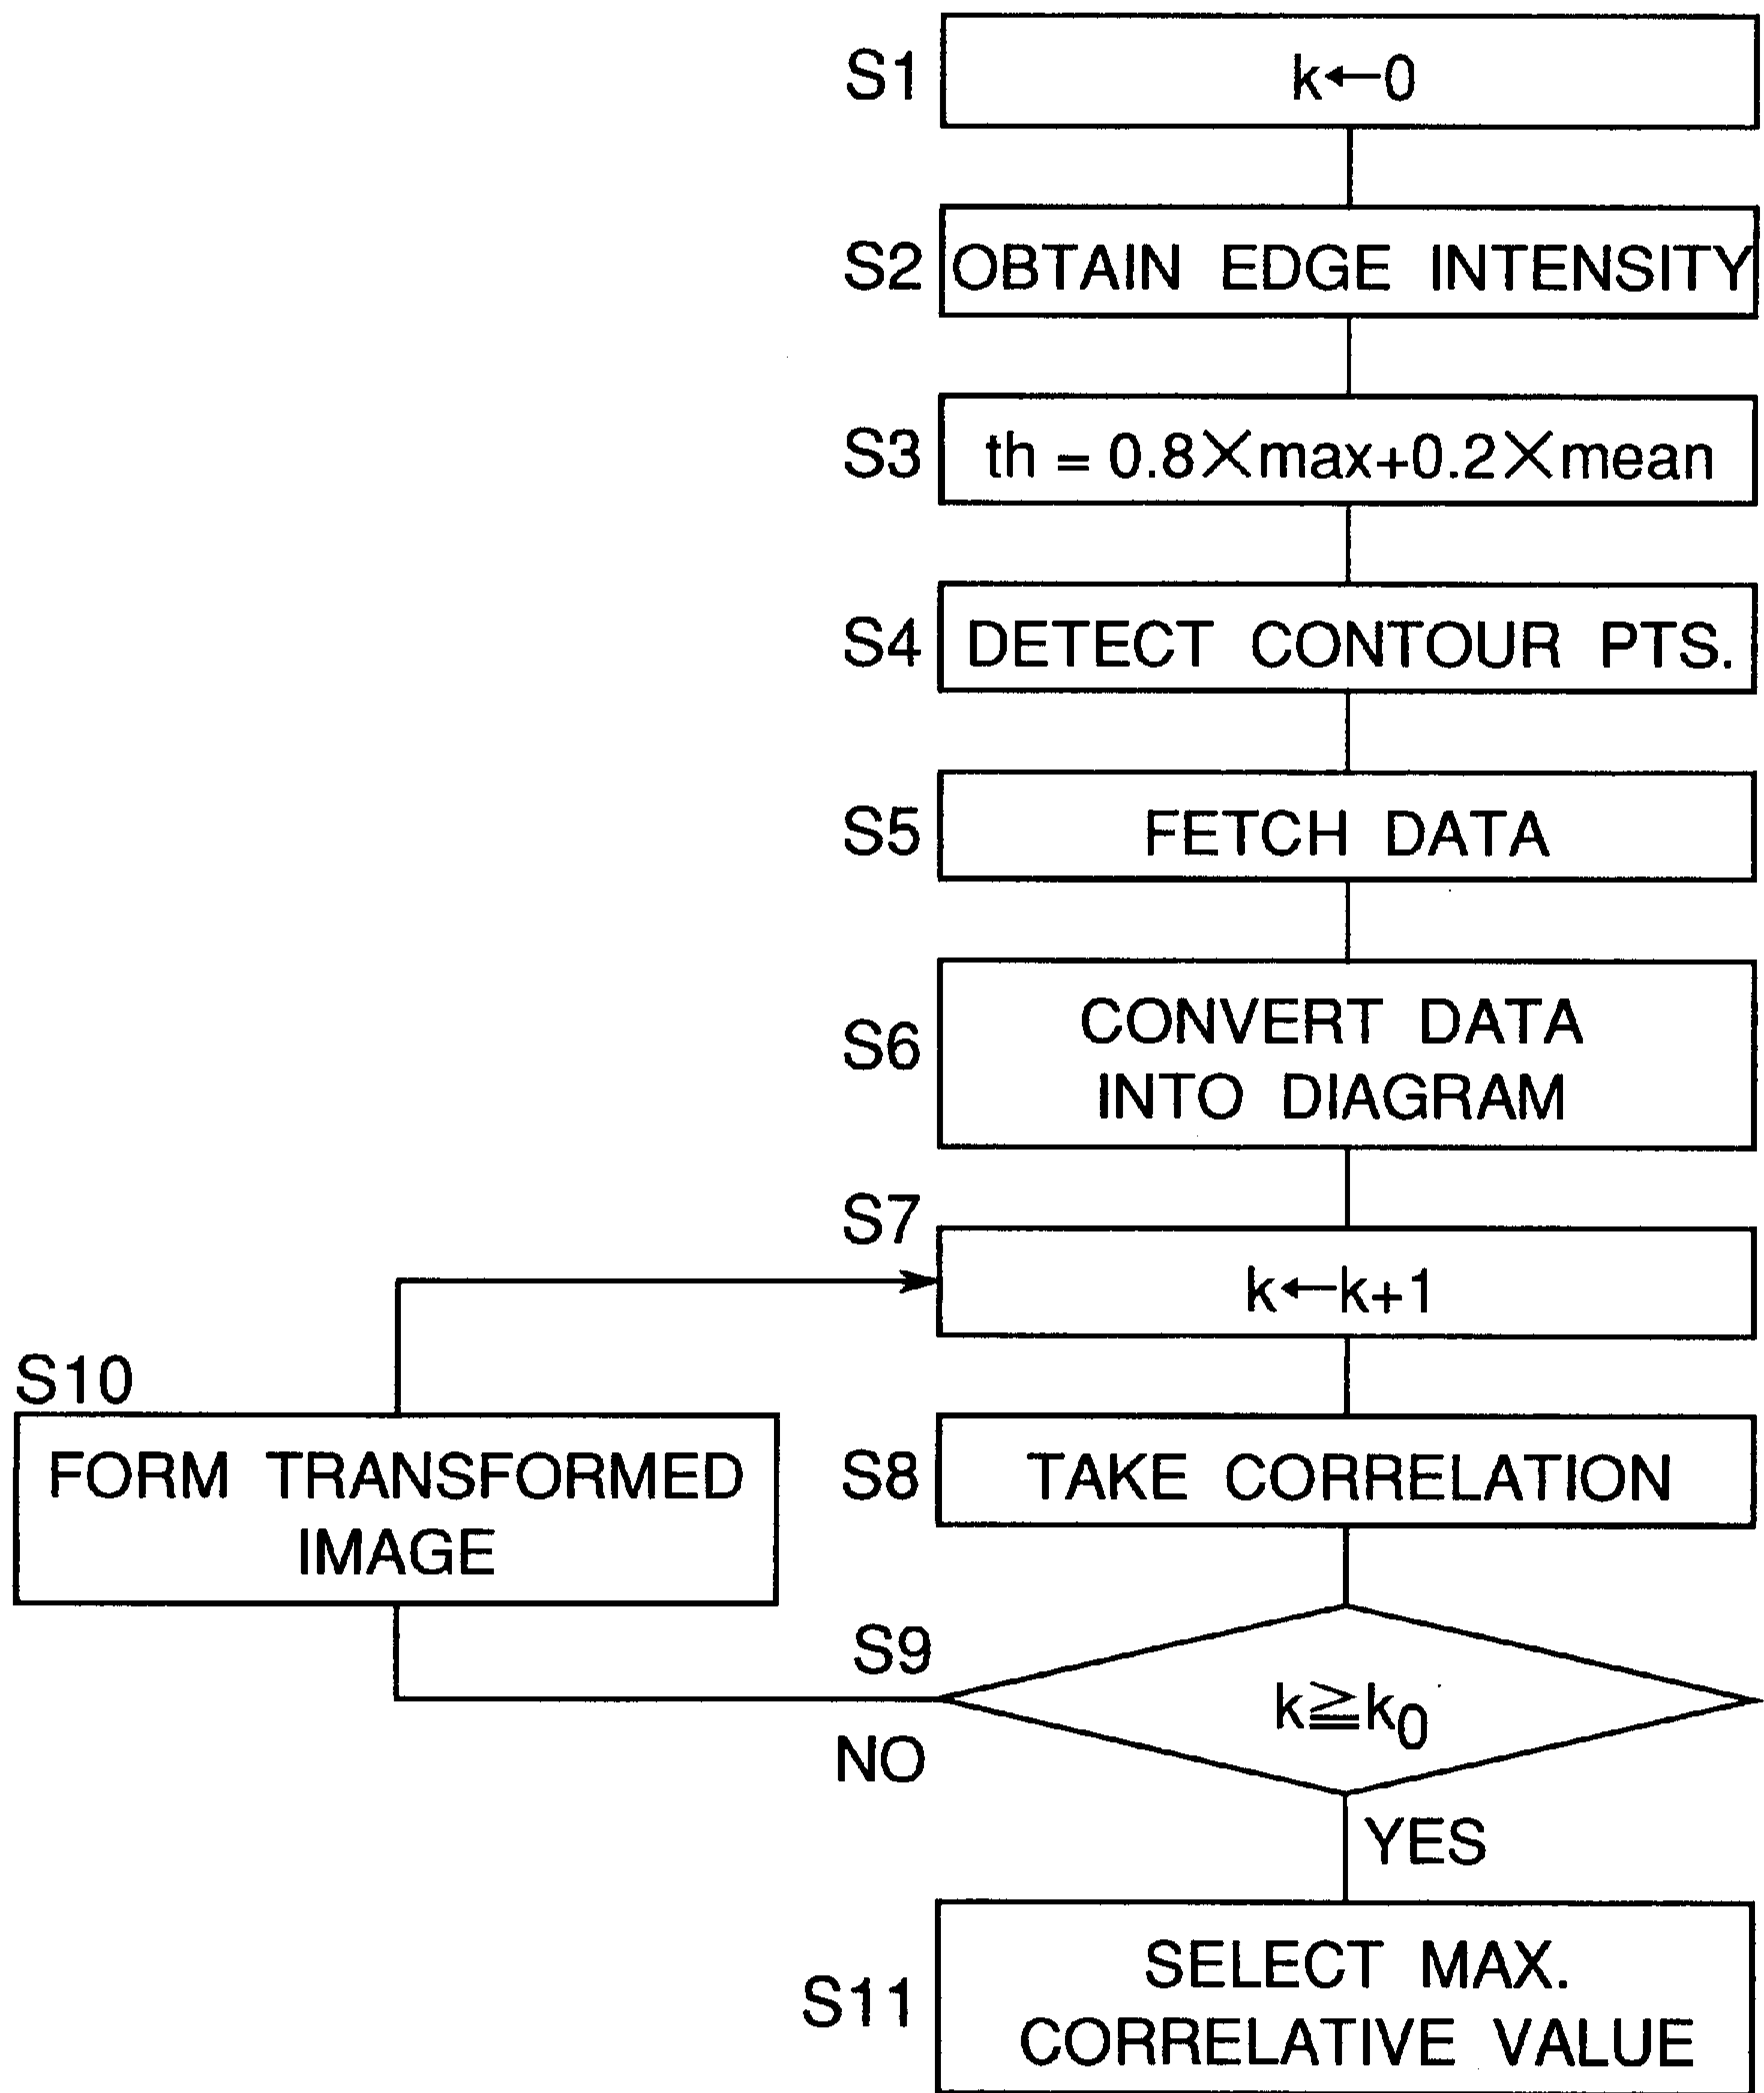 S1
k←0
S2
OBTAIN EDGE INTENSITY
S3
th = 0.8×max+0.2×mean
S4
DETECT CONTOUR PTS.
S5
FETCH DATA
S6
CONVERT DATA
INTO DIAGRAM
S7
k←k+1
S10
FORM TRANSFORMED
IMAGE
S8
TAKE CORRELATION
S9
k≧k0
NO
YES
S11
SELECT MAX.
CORRELATIVE VALUE